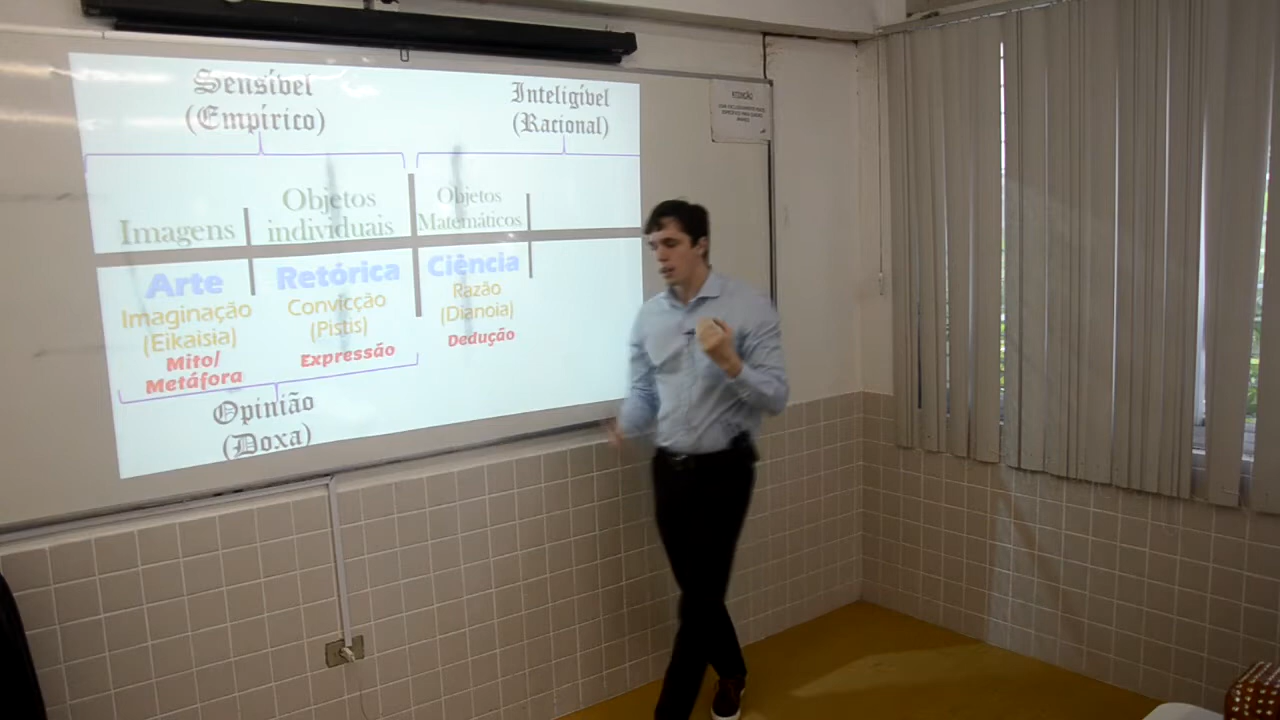 Sensível
(Empírico)
Inteligível
(Racional)
Imagens
Objetos
individuais
Objetos
Matemáticos
Arte
Imaginação
(Eikaisia)
Mito/
Metáfora
Retórica
Convicção
(Pistis)
Expressão
Ciência
Razão
(Dianoia)
Dedução
Opinião
(Doxa)